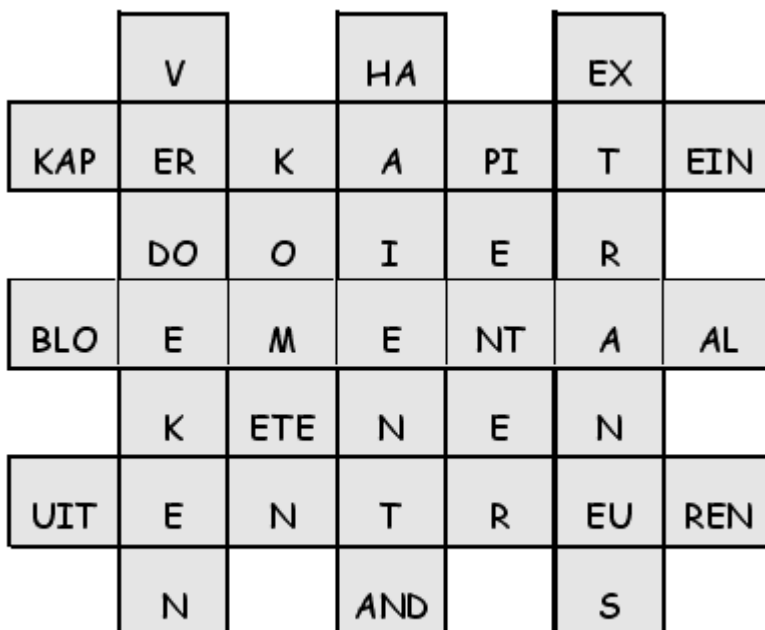 V HA EX
KAP ER K A PI T EIN
DO O I E R
BLO E M E NT A AL
K ETE N E N
UIT E N T R EU REN
N AND S